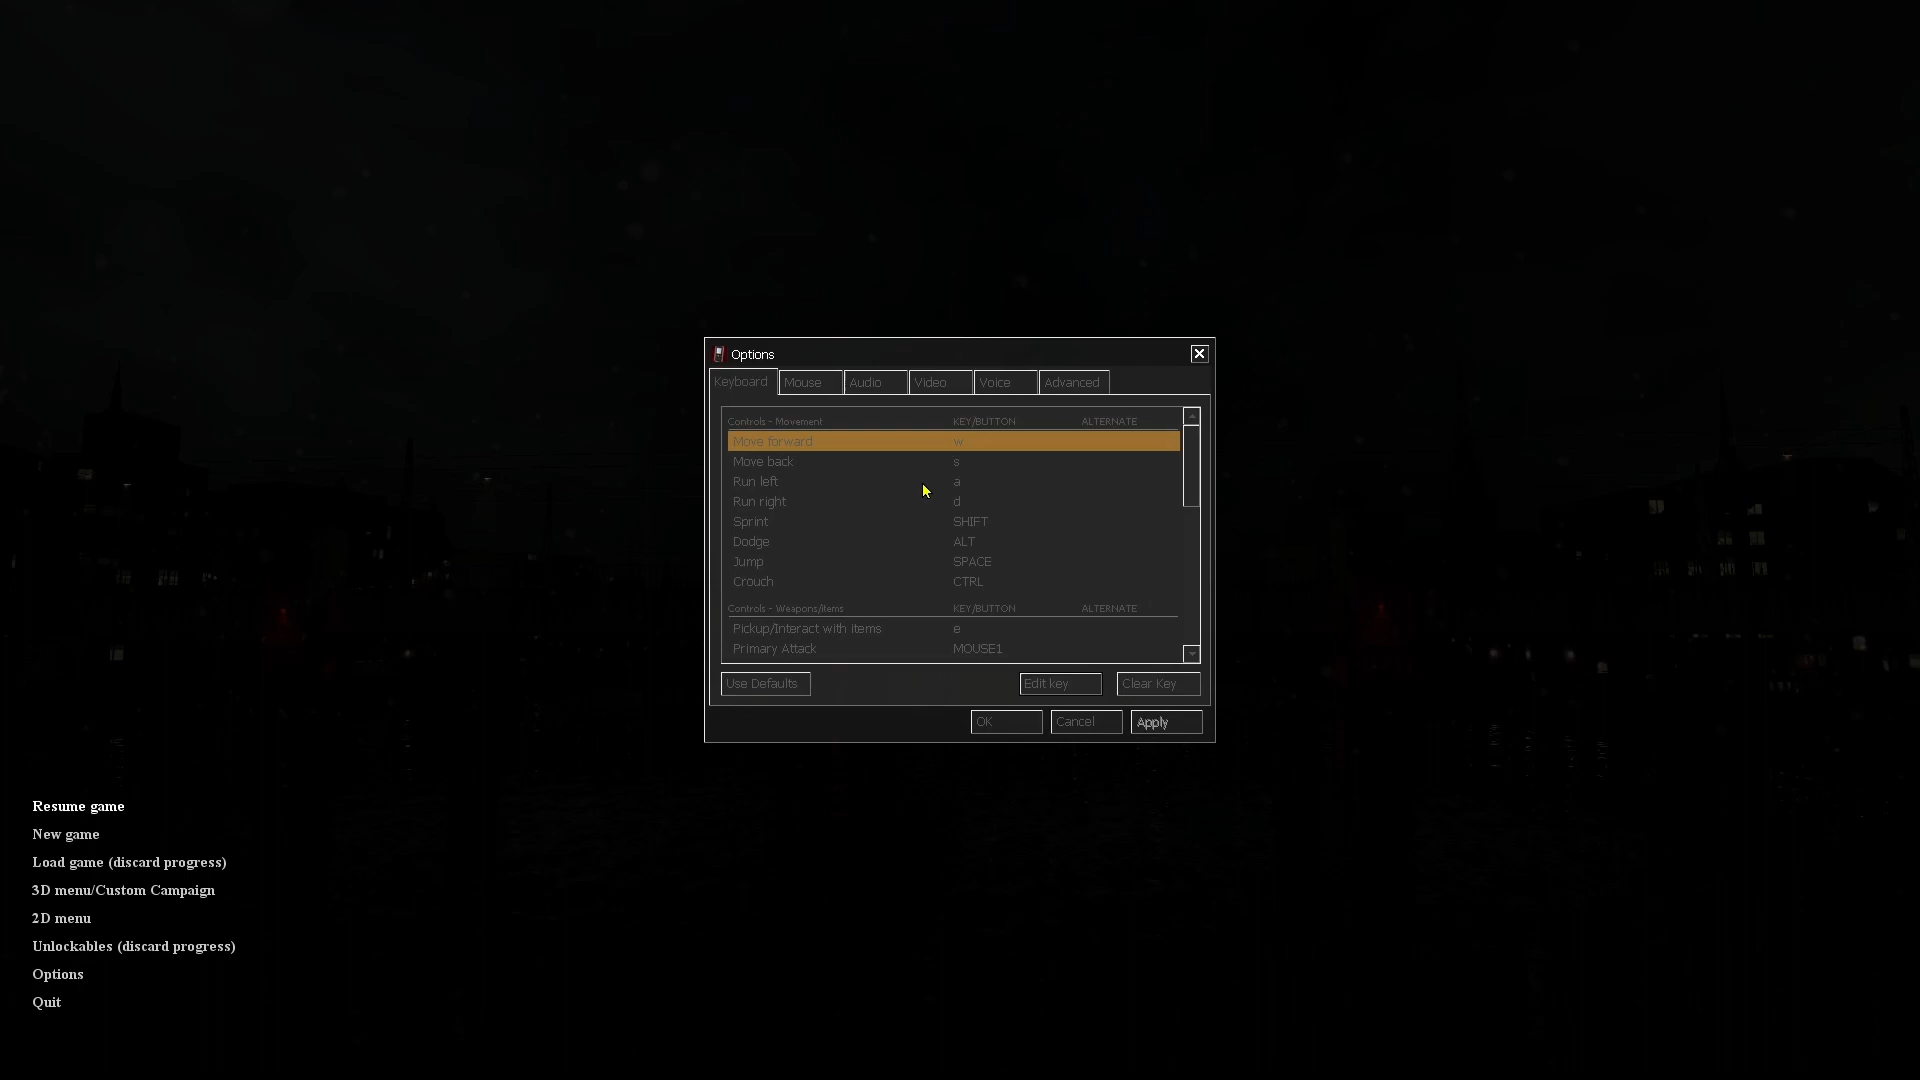 Options
Keyboard Mouse Audio Video Voice Advanced
Controls - Movement KEY/BUTTON ALTERNATE
Move forward w
Move back s
Run left a
Run right d
Sprint SHIFT
Dodge ALT
Jump SPACE
Crouch CTRL
Controls - Weapons/items KEY/BUTTON ALTERNATE
Pickup/Interact with items e
Primary Attack MOUSE1
Use Defaults Edit key Clear Key
OK Cancel Apply
Resume game
New game
Load game (discard progress)
3D menu/Custom Campaign
2D menu
Unlockables (discard progress)
Options
Quit